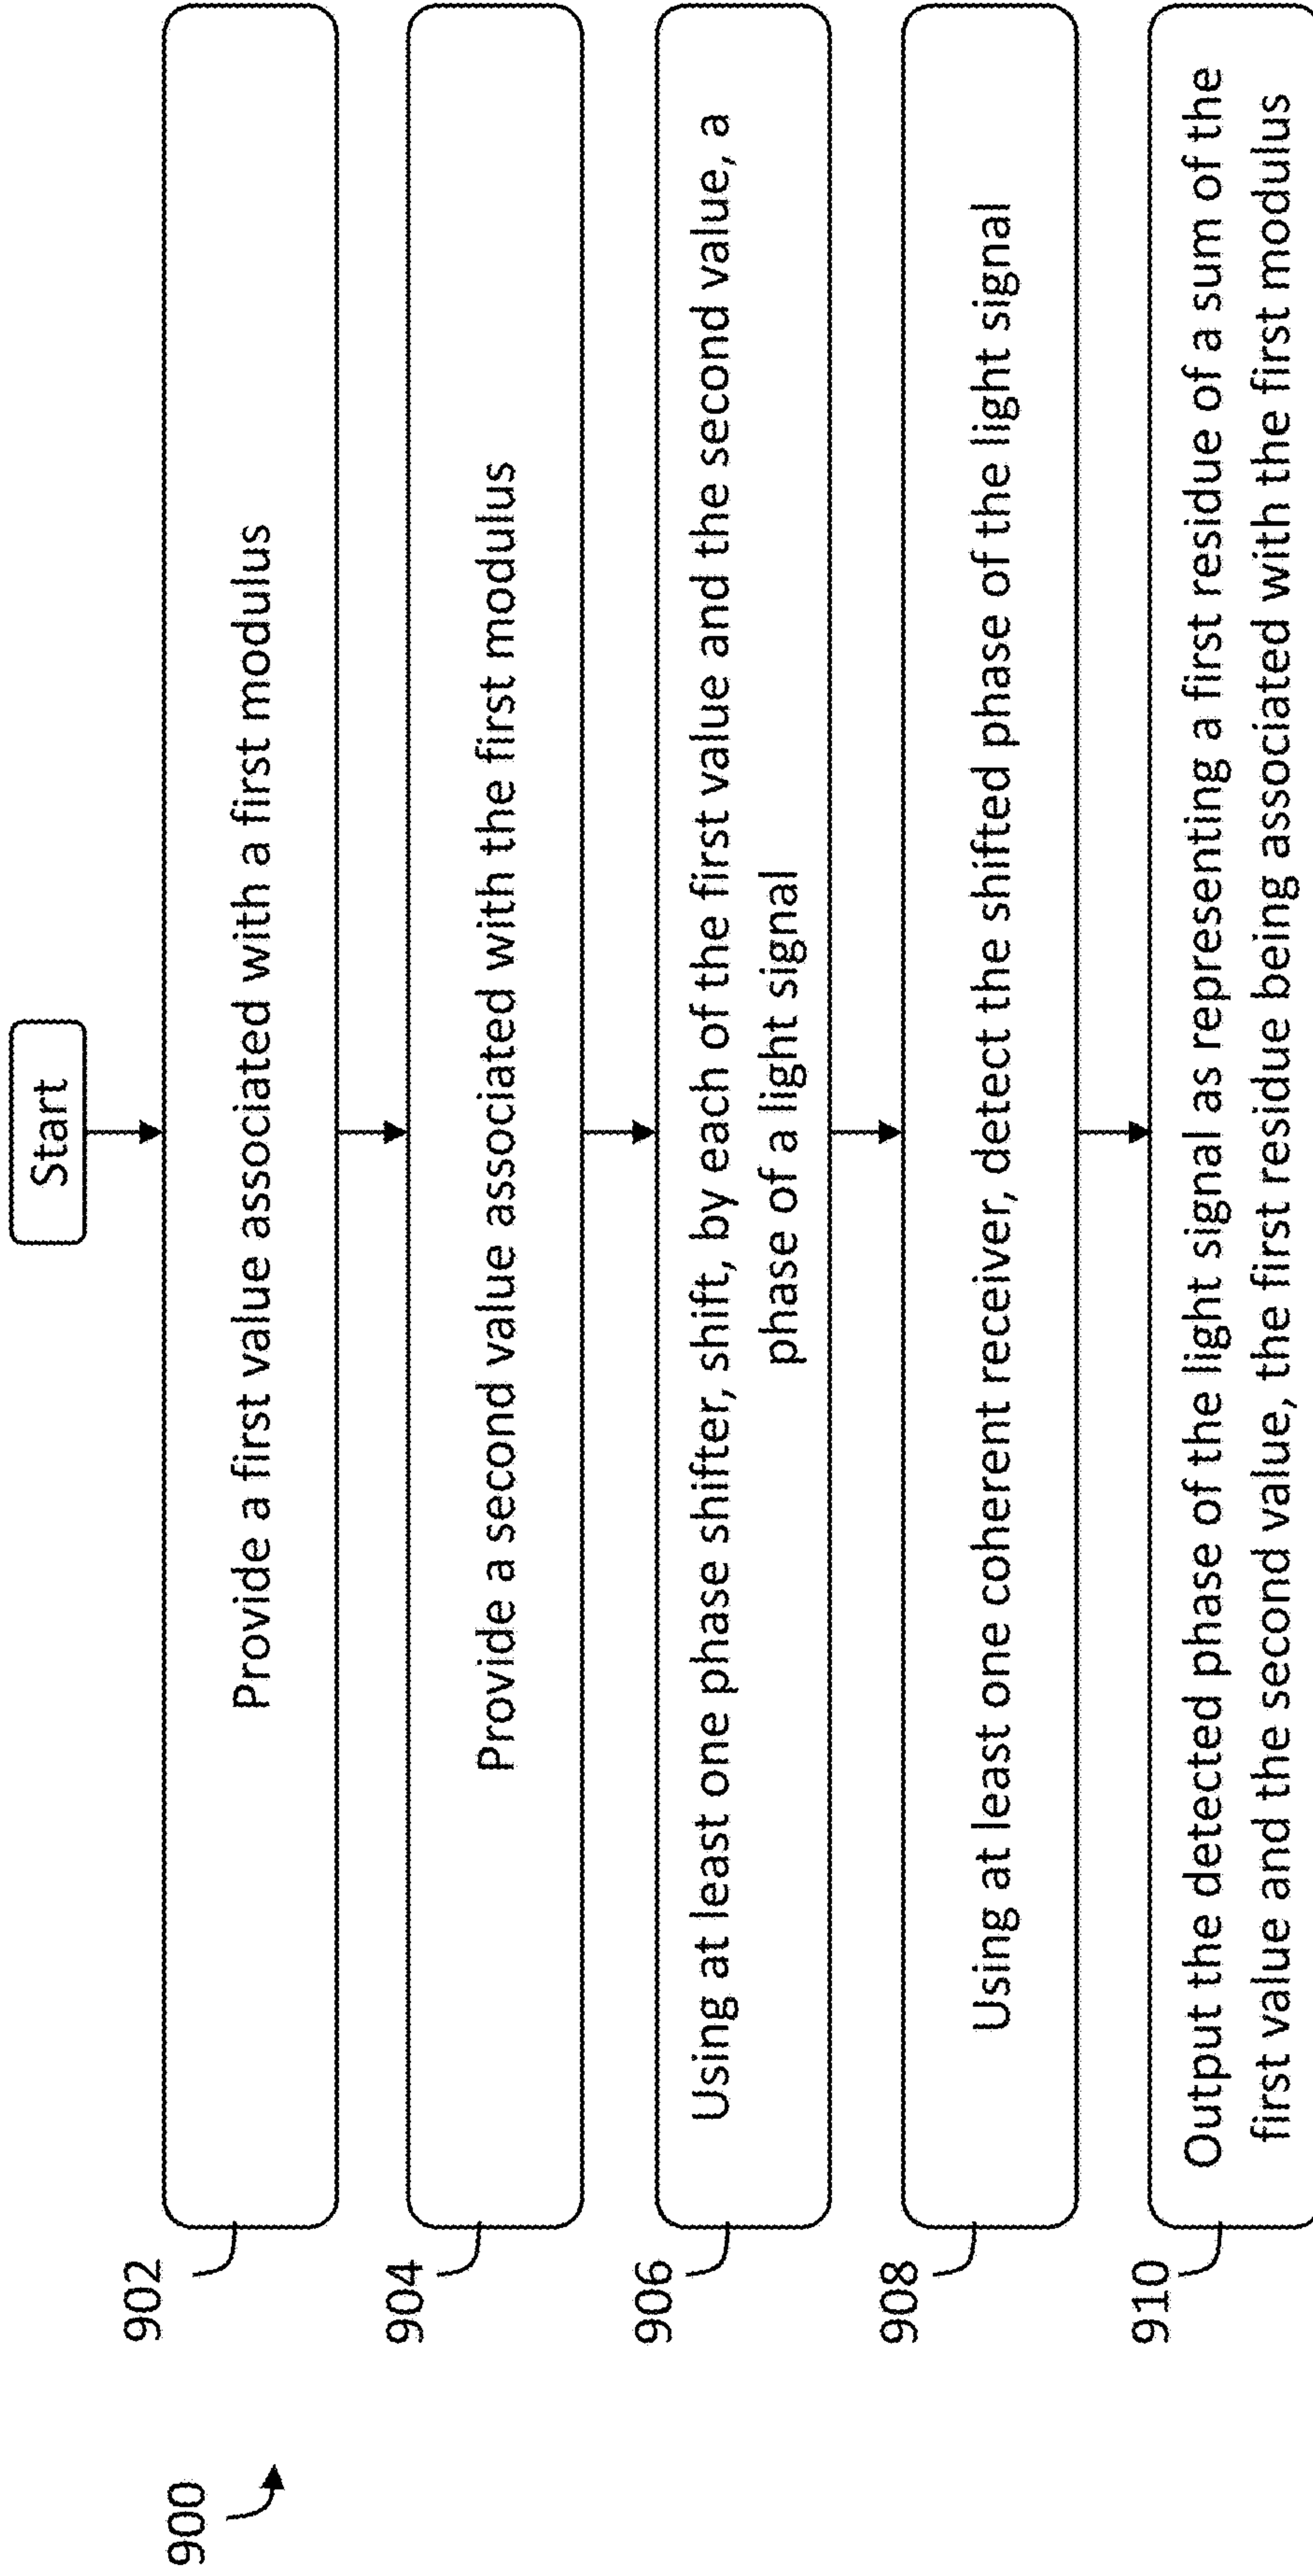 900
Start
902
Provide a first value associated with a first modulus
904
Provide a second value associated with the first modulus
906
Using at least one phase shifter, shift, by each of the first value and the second value, a
phase of a light signal
908
Using at least one coherent receiver, detect the shifted phase of the light signal
910
Output the detected phase of the light signal as representing a first residue of a sum of the
first value and the second value, the first residue being associated with the first modulus